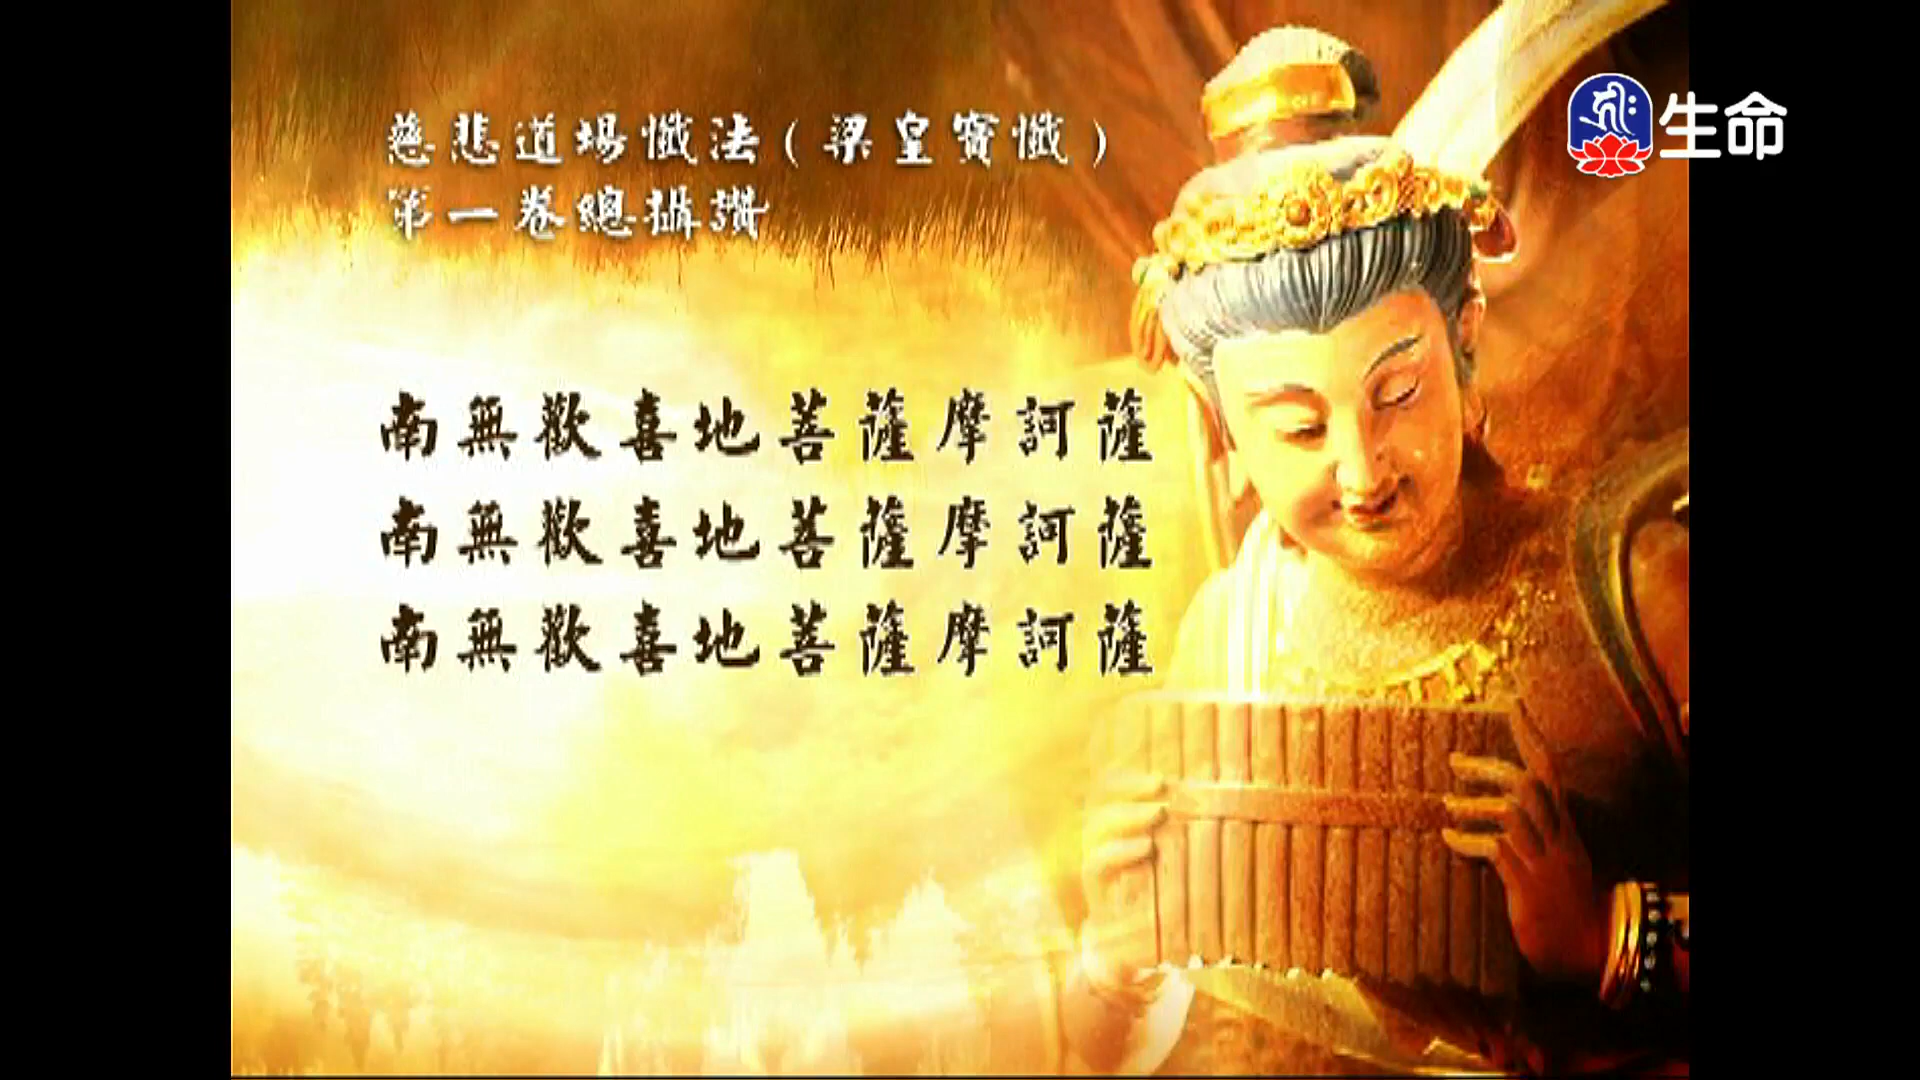 慈悲道場懺法(梁皇寶懺)
第一卷總攝讚
生命
南無歡喜地菩薩摩訶薩
南無歡喜地菩薩摩訶薩
南無歡喜地菩薩摩訶薩